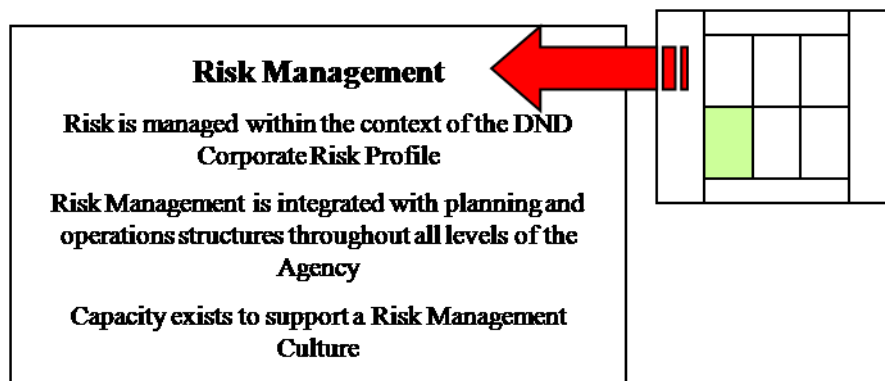 Risk Management
Risk is managed within the context of the DND
Corporate Risk Profile
Risk Management is integrated with planning and
operations structures throughout all levels of the
Agency
Capacity exists to support a Risk Management
Culture